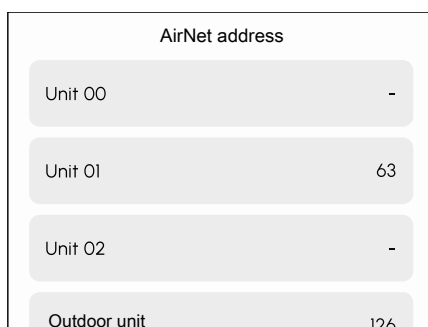 AirNet address
Unit 00 -
Unit 01 63
Unit 02 -
Outdoor unit 126